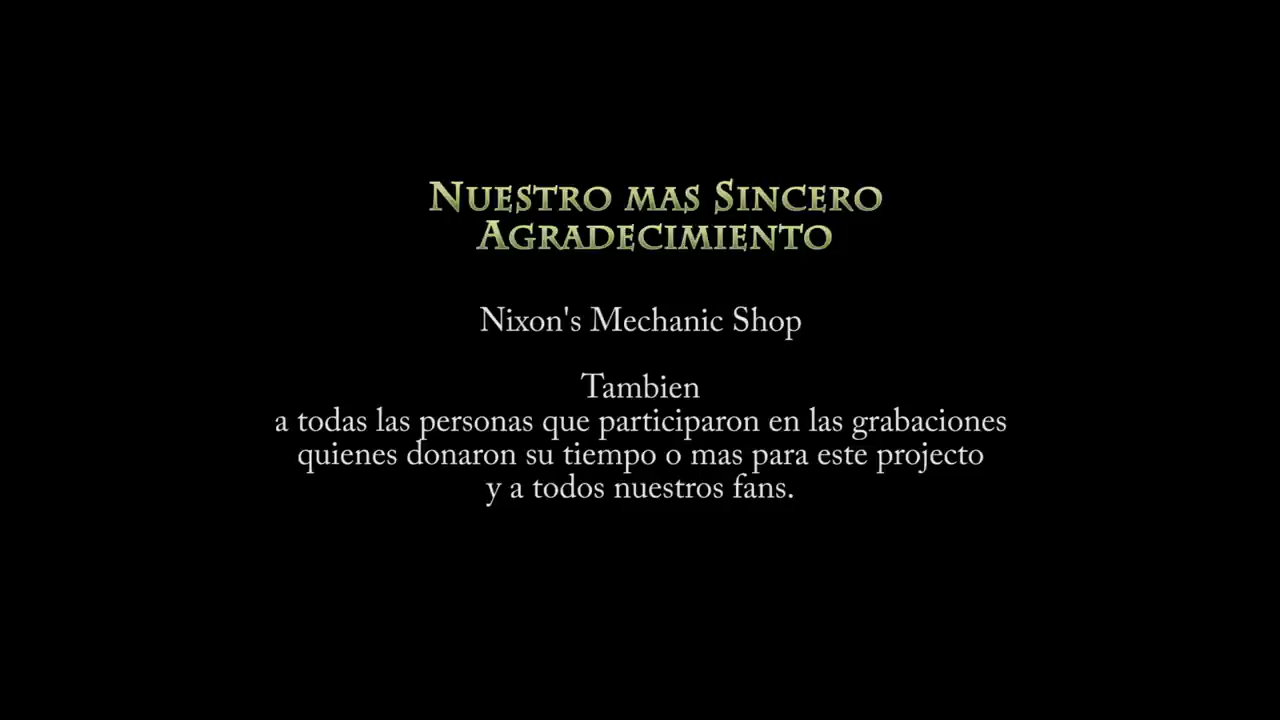 Nuestro mas Sincero
Agradecimiento
Nixon's Mechanic Shop
Tambien
a todas las personas que participaron en las grabaciones
quienes donaron su tiempo o mas para este projecto
y a todos nuestros fans.